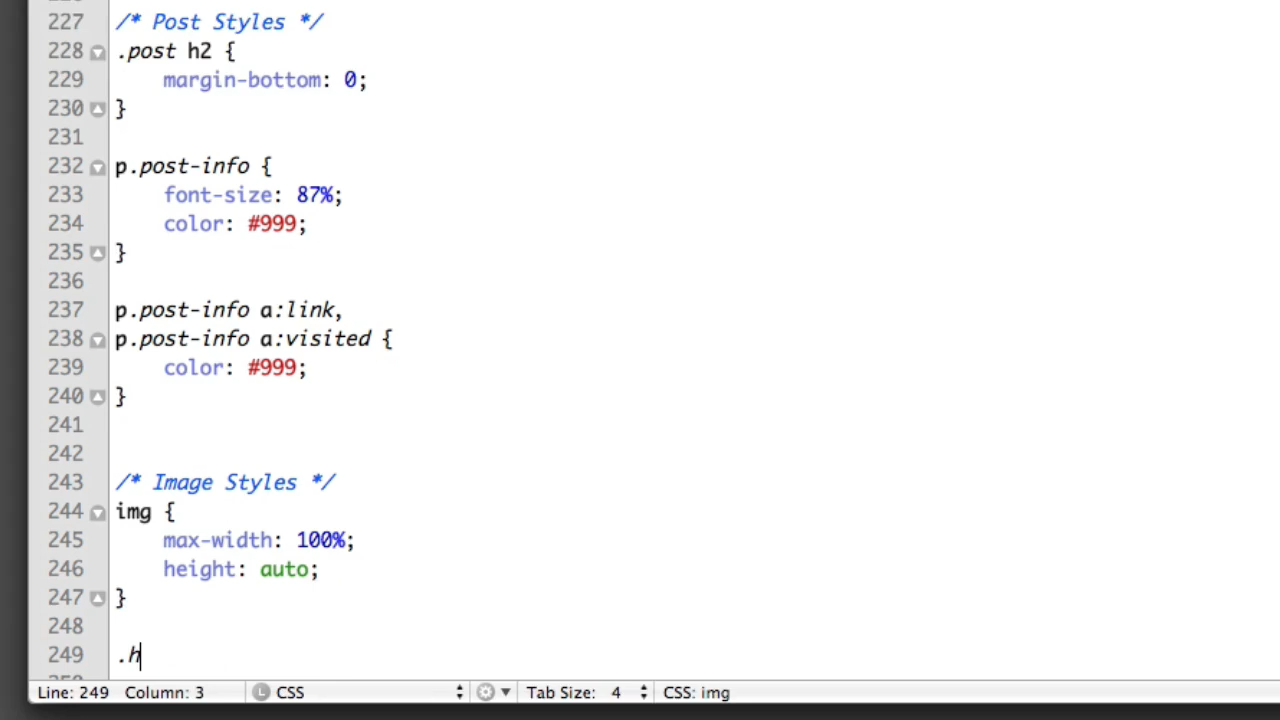 227 /* Post Styles */
228 .post h2 {
229 margin-bottom: 0;
230 }
231
232 p.post-info {
233 font-size: 87%;
234 color: #999;
235 }
236
237 p.post-info a:link,
238 p.post-info a:visited {
239 color: #999;
240 }
241
242
243 /* Image Styles */
244 img {
245 max-width: 100%;
246 height: auto;
247 }
248
249 .h
Line: 249 Column: 3 L CSS Tab Size: 4 CSS: img